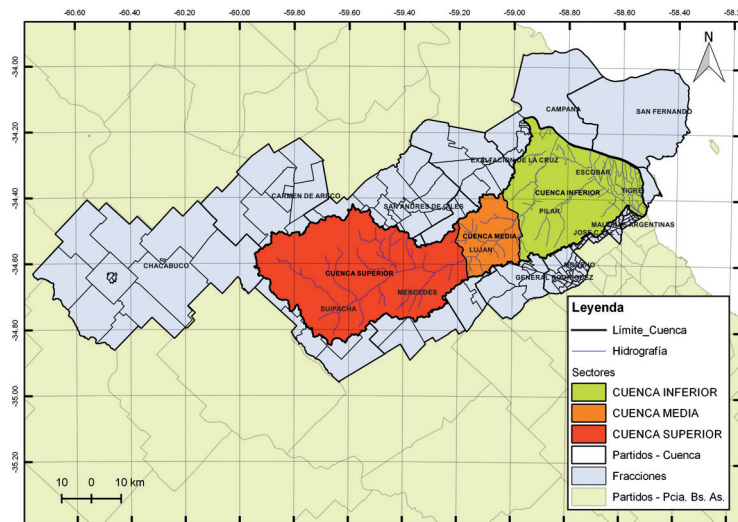 -60.60 -60.40 -60.20 -60.00 -59.80 -59.60 -59.40 -59.20 -59.00 -58.80 -58.60 -58.40
N
-34.00
CAMPANA
SAN FERNANDO
-34.20
EXALTACION DE LA CRUZ
ESCOBAR
CUENCA INFERIOR
TIGRE
CARMEN DE ARECO
-34.40
SAN ANDRES DE GILES
PILAR
MALVINAS ARGENTINAS
CUENCA MEDIA
LUJAN
CHACABUCO
-34.60
CUENCA SUPERIOR
GENERAL RODRIGUEZ
MERCEDES
SUIPACHA
-34.80
-35.00
-35.20
10 0 10 km
Leyenda
Límite_Cuenca
Hidrografía
Sectores
CUENCA INFERIOR
CUENCA MEDIA
CUENCA SUPERIOR
Partidos - Cuenca
Fracciones
Partidos - Pcia. Bs. As.